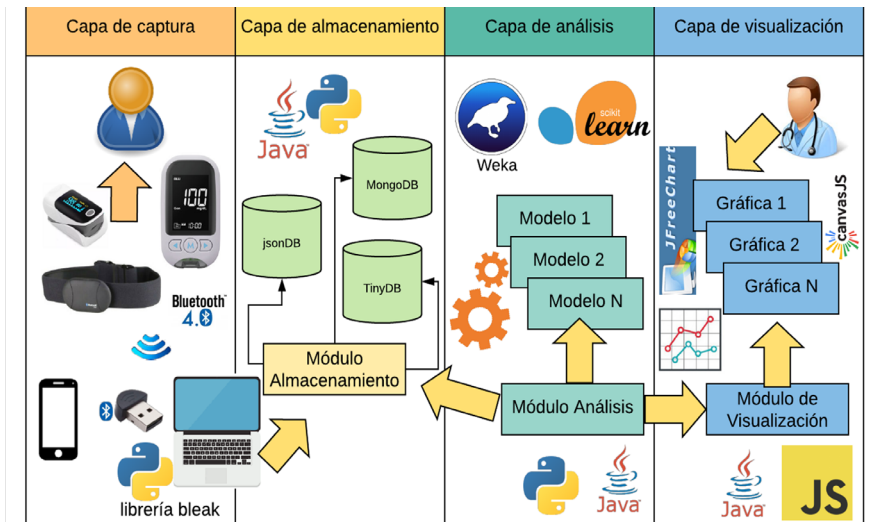 Capa de captura
Capa de almacenamiento
Capa de análisis
Capa de visualización
Java
Weka
scikit
learn
MongoDB
jsonDB
TinyDB
100
Bluetooth™
4.0
Módulo
Almacenamiento
librería bleak
Modelo 1
Modelo 2
Modelo N
Módulo Análisis
Java
JFreeChart
canvasJS
Gráfica 1
Gráfica 2
Gráfica N
Módulo de
Visualización
Java
JS